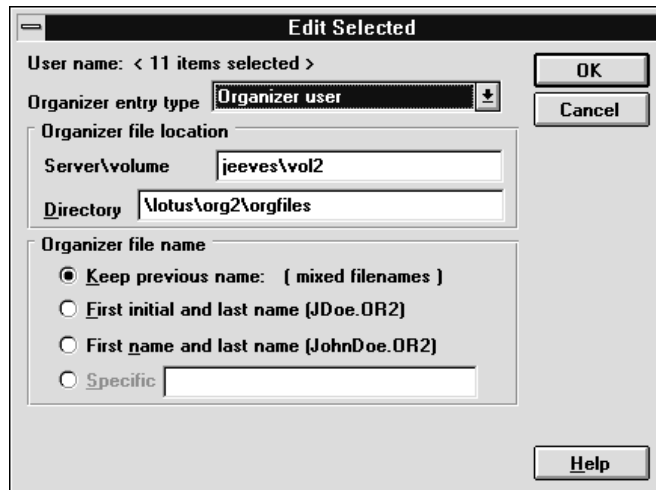 Edit Selected
User name: < 11 items selected >
OK
Organizer entry type Organizer user
Cancel
Organizer file location
Server\volume jeeves\vol2
Directory \lotus\org2\orgfiles
Organizer file name
Keep previous name: ( mixed filenames )
First initial and last name (JDoe.OR2)
First name and last name (JohnDoe.OR2)
Specific
Help